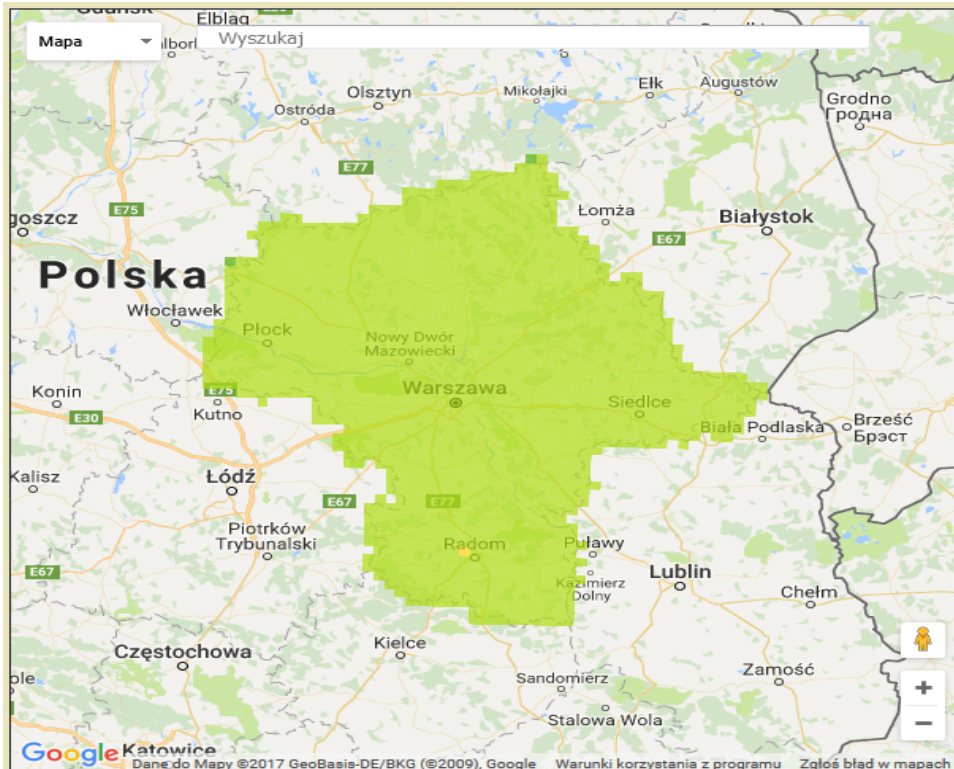 Gdańsk
Elbląg
Mapa
Wyszukaj
Olsztyn
Mikołajki
Ełk
Augustów
Ostróda
Grodno
Гродна
E77
E75
goszcz
Łomża
Białystok
E67
Polska
Włocławek
Płock
Nowy Dwór
Mazowiecki
Warszawa
Konin
E75
E30
Kutno
Siedlce
Biała Podlaska
Brześć
Брэст
Kalisz
Łódź
E67
E77
Piotrków
Trybunalski
Radom
Puławy
E67
Kazimierz
Dolny
Lublin
Chełm
Kielce
Częstochowa
Sandomierz
Zamość
Stalowa Wola
Katowice
Google
Dane do Mapy ©2017 GeoBasis-DE/BKG (©2009), Google
Warunki korzystania z programu
Zgłoś błąd w mapach